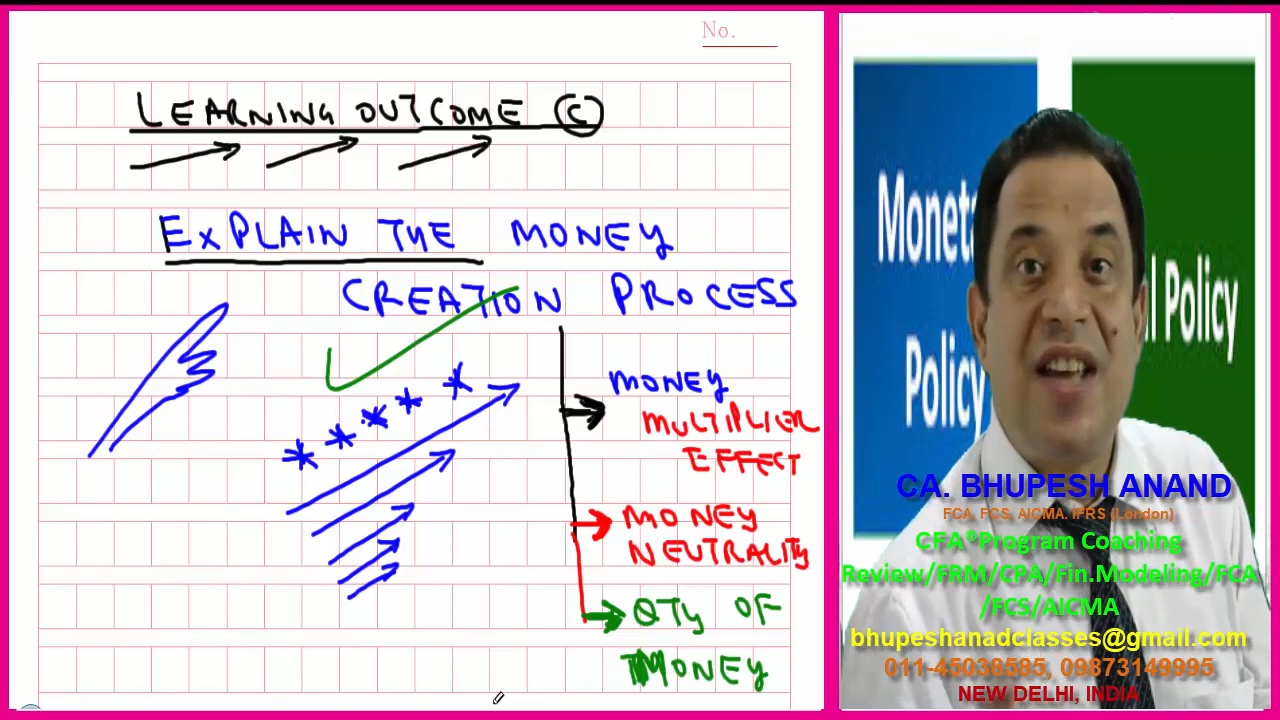 No.
LEARNING OUTCOME (C)
EXPLAIN THE MONEY
CREATION PROCESS
MONEY
MULTIPLIER
EFFECT
MONEY
NEUTRALITY
QTy OF
MONEY
Moneta
Policy
l Policy
CA. BHUPESH ANAND
FCA, FCS, AICMA, IFRS (London)
CFA®Program Coaching
Review/FRM/CPA/Fin.Modeling/FCA
/FCS/AICMA
bhupeshanadclasses@gmail.com
011-45038585, 09873149995
NEW DELHI, INDIA